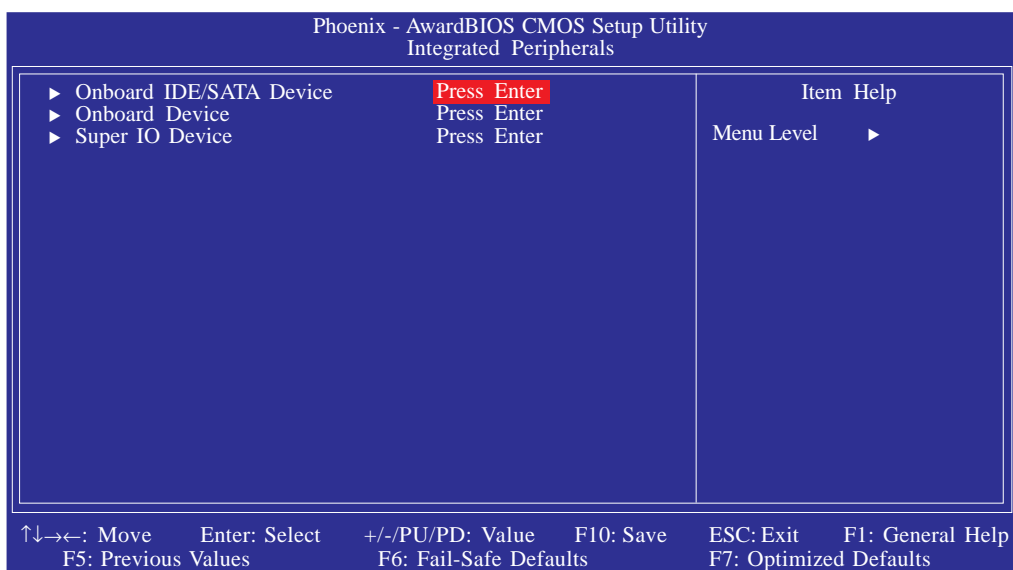 Phoenix - AwardBIOS CMOS Setup Utility
Integrated Peripherals
► Onboard IDE/SATA Device Press Enter
► Onboard Device Press Enter
► Super IO Device Press Enter
Item Help
Menu Level ►
↑↓→←: Move Enter: Select +/-/PU/PD: Value F10: Save ESC: Exit F1: General Help
F5: Previous Values F6: Fail-Safe Defaults F7: Optimized Defaults